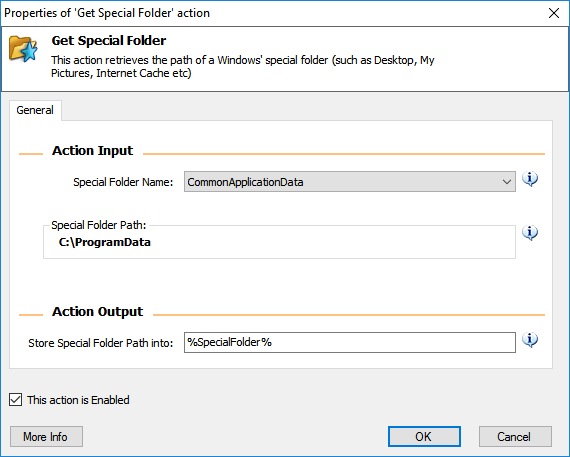 Properties of 'Get Special Folder' action
Get Special Folder
This action retrieves the path of a Windows' special folder (such as Desktop, My
Pictures, Internet Cache etc)
General
Action Input
Special Folder Name: CommonApplicationData
Special Folder Path:
C:\ProgramData
Action Output
Store Special Folder Path into: %SpecialFolder%
This action is Enabled
More Info OK Cancel